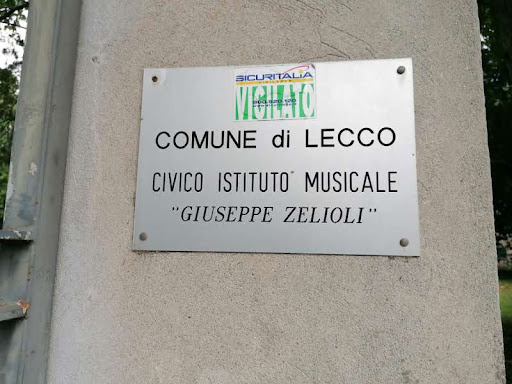 SICURITALIA
VIGILATO
COMUNE di LECCO
CIVICO ISTITUTO MUSICALE
"GIUSEPPE ZELIOLI"